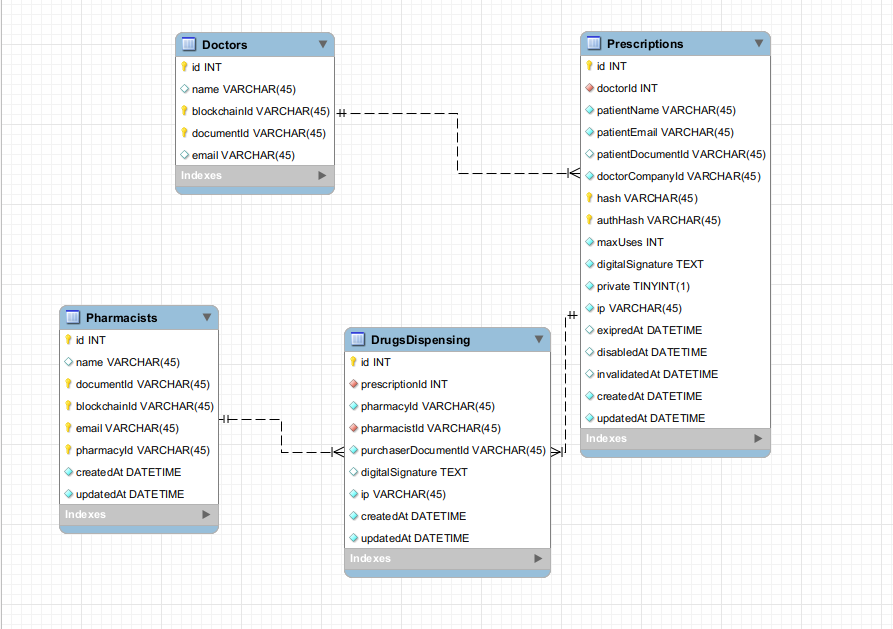 Doctors
id INT
name VARCHAR(45)
blockchainId VARCHAR(45)
documentId VARCHAR(45)
email VARCHAR(45)
Indexes
Prescriptions
id INT
doctorId INT
patientName VARCHAR(45)
patientEmail VARCHAR(45)
patientDocumentId VARCHAR(45)
doctorCompanyId VARCHAR(45)
hash VARCHAR(45)
authHash VARCHAR(45)
maxUses INT
digitalSignature TEXT
private TINYINT(1)
ip VARCHAR(45)
exipredAt DATETIME
disabledAt DATETIME
invalidatedAt DATETIME
createdAt DATETIME
updatedAt DATETIME
Indexes
Pharmacists
id INT
name VARCHAR(45)
documentId VARCHAR(45)
blockchainId VARCHAR(45)
email VARCHAR(45)
pharmacyId VARCHAR(45)
createdAt DATETIME
updatedAt DATETIME
Indexes
DrugsDispensing
id INT
prescriptionId INT
pharmacyId VARCHAR(45)
pharmacistId VARCHAR(45)
purchaserDocumentId VARCHAR(45)
digitalSignature TEXT
ip VARCHAR(45)
createdAt DATETIME
updatedAt DATETIME
Indexes